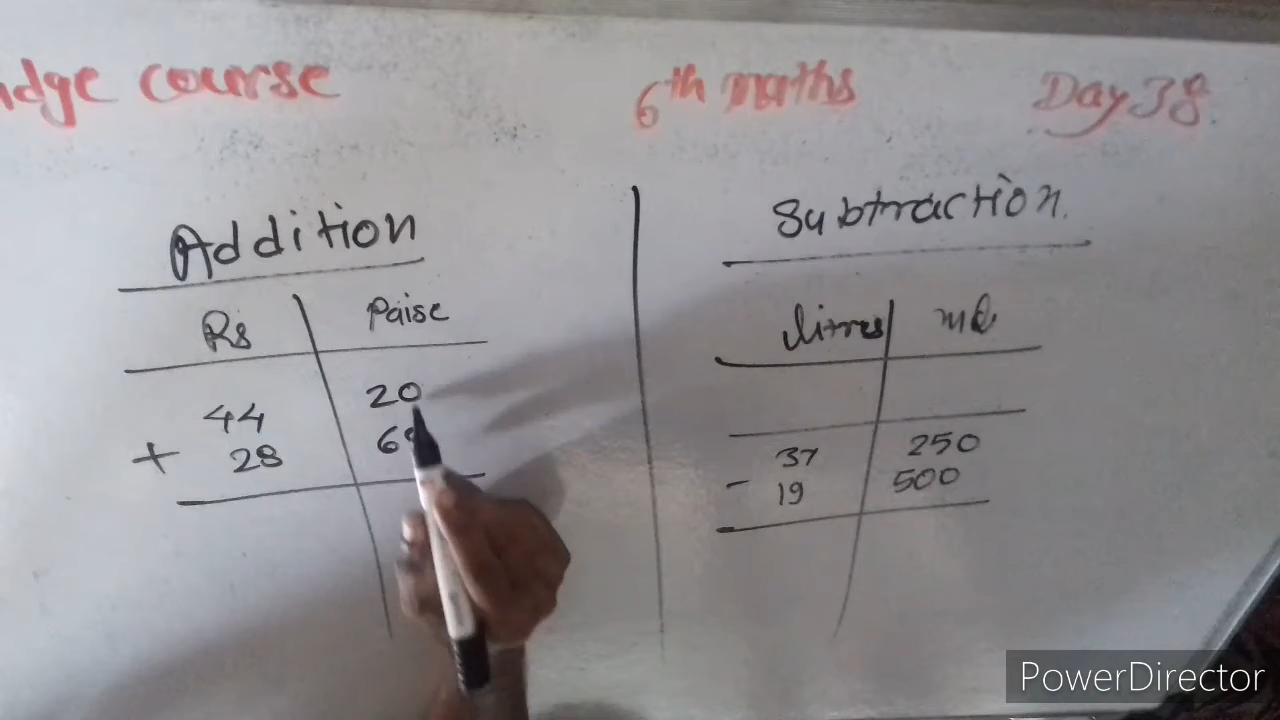 course 6th maths Day 38
Addition
Rs Paise
44 20
+ 28
Subtraction.
litres ml
37 250
- 19 500
PowerDirector